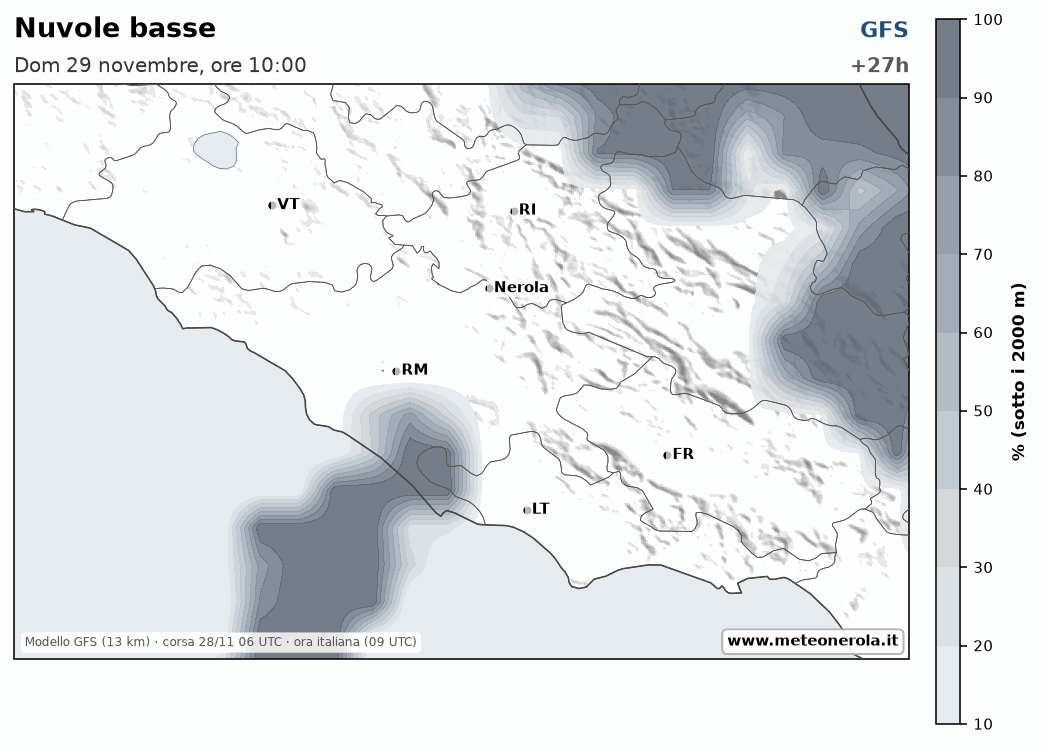 Nuvole basse
GFS
Dom 29 novembre, ore 10:00
+27h
VT
RI
Nerola
RM
FR
LT
Modello GFS (13 km) · corsa 28/11 06 UTC · ora italiana (09 UTC)
www.meteonerola.it
100
90
80
70
60
50
40
30
20
10
% (sotto i 2000 m)